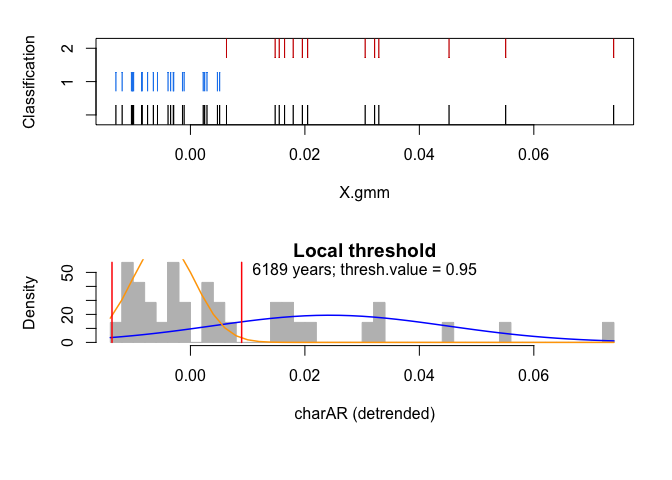 Classification
2
1
0.00 0.02 0.04 0.06
X.gmm
Local threshold
6189 years; thresh.value = 0.95
Density
50
20
0
0.00 0.02 0.04 0.06
charAR (detrended)